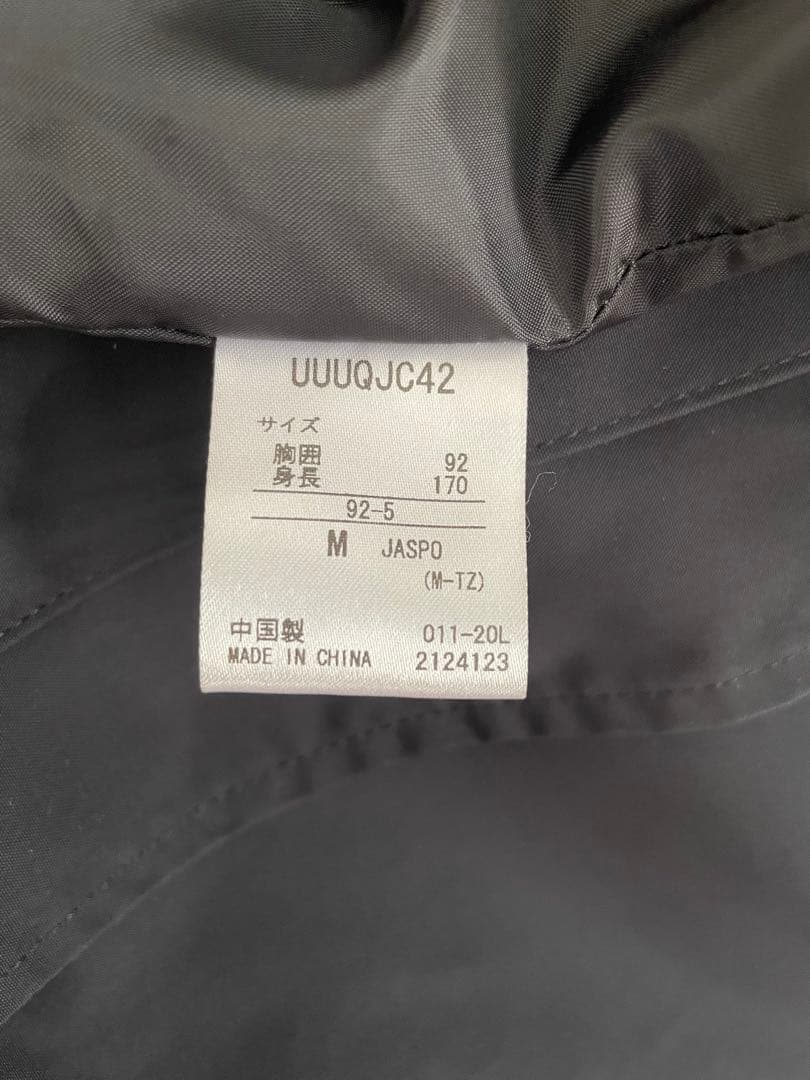 UUUQJC42
サイズ
胸囲 92
身長 170
92-5
M JASPO
(M-TZ)
中国製 011-20L
MADE IN CHINA 2124123